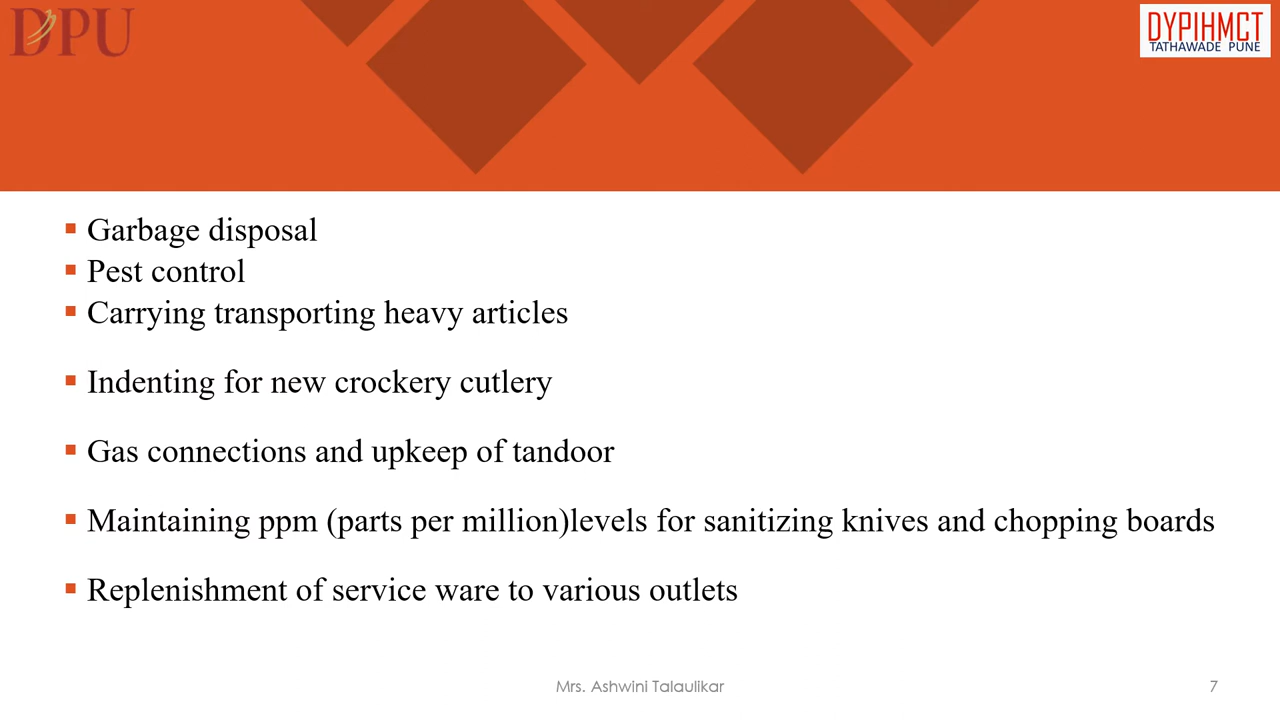 DPU
DYPIHMCT
TATHAWADE PUNE
Garbage disposal
Pest control
Carrying transporting heavy articles
Indenting for new crockery cutlery
Gas connections and upkeep of tandoor
Maintaining ppm (parts per million)levels for sanitizing knives and chopping boards
Replenishment of service ware to various outlets
Mrs. Ashwini Talaulikar
7